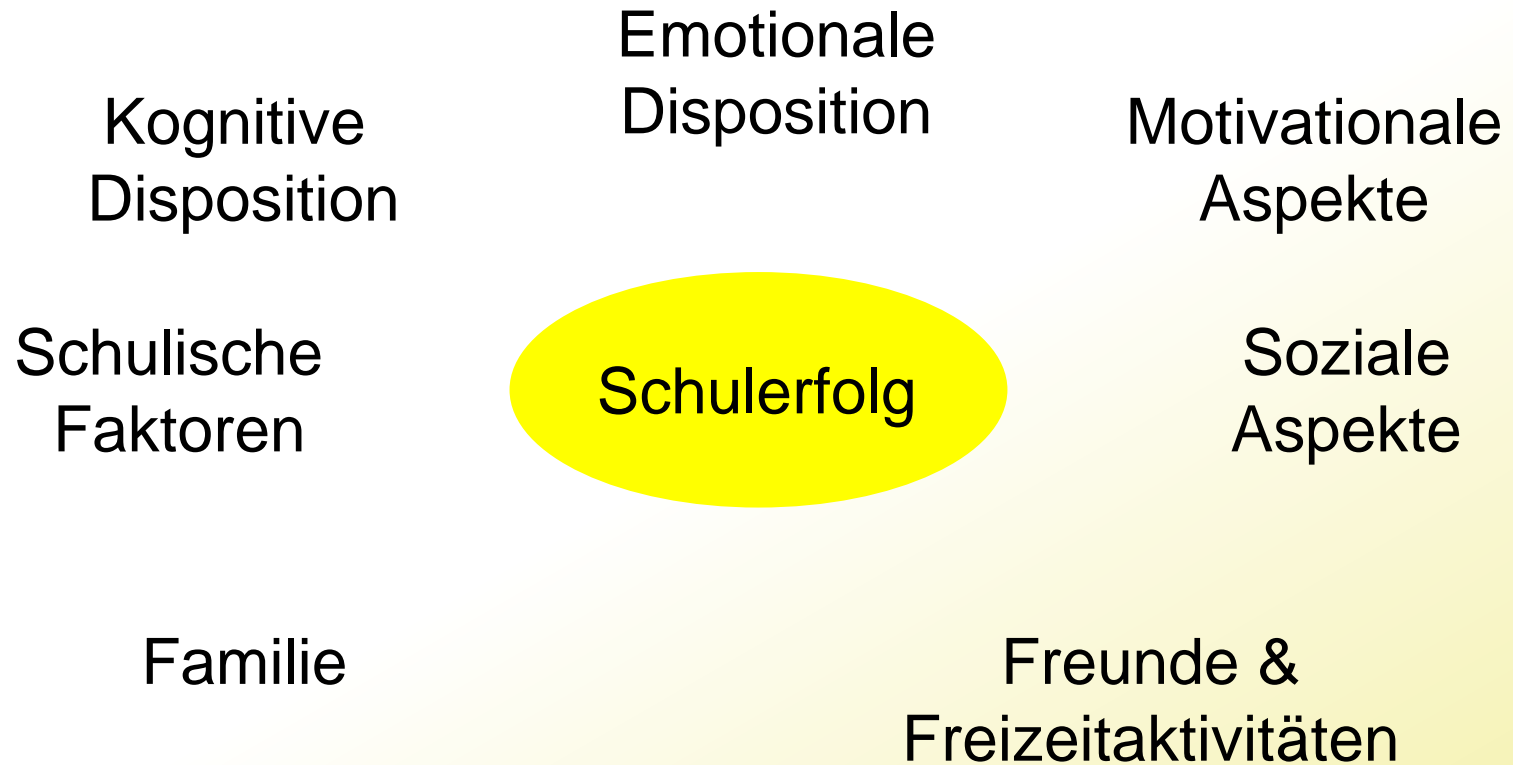 Emotionale
Disposition
Kognitive
Disposition
Motivationale
Aspekte
Schulische
Faktoren
Schulerfolg
Soziale
Aspekte
Familie
Freunde &
Freizeitaktivitäten